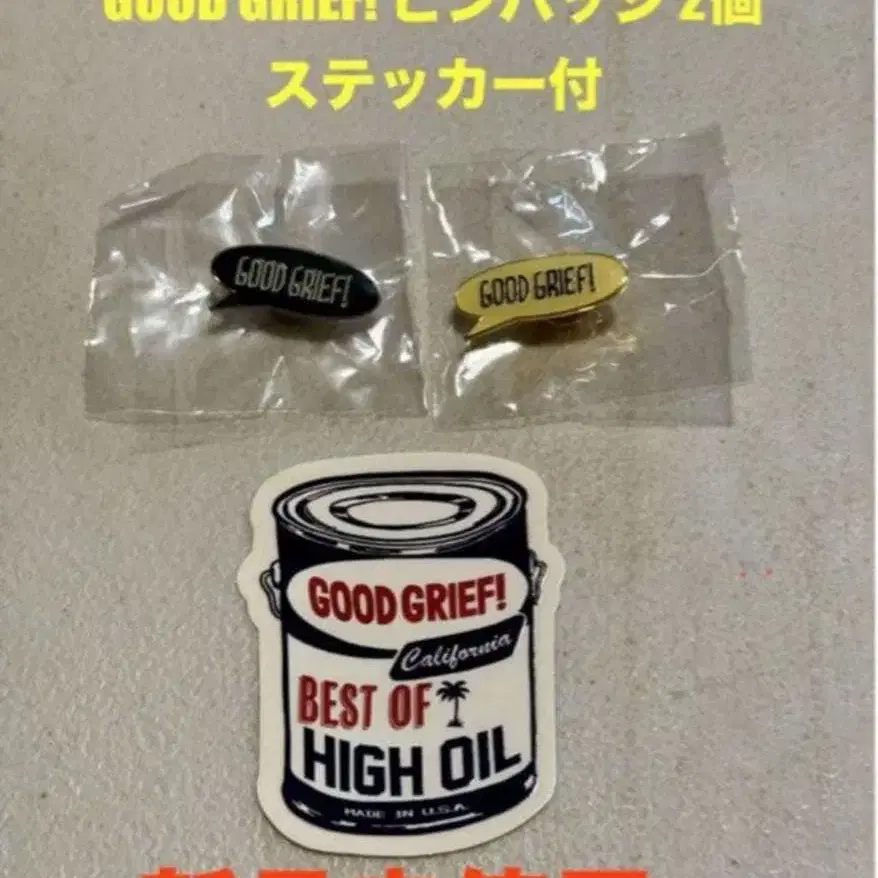 GOOD GRIEF! ピンバッジ 2個
ステッカー付
GOOD GRIEF!
GOOD GRIEF!
GOOD GRIEF!
California
BEST OF
HIGH OIL
MADE IN U.S.A.